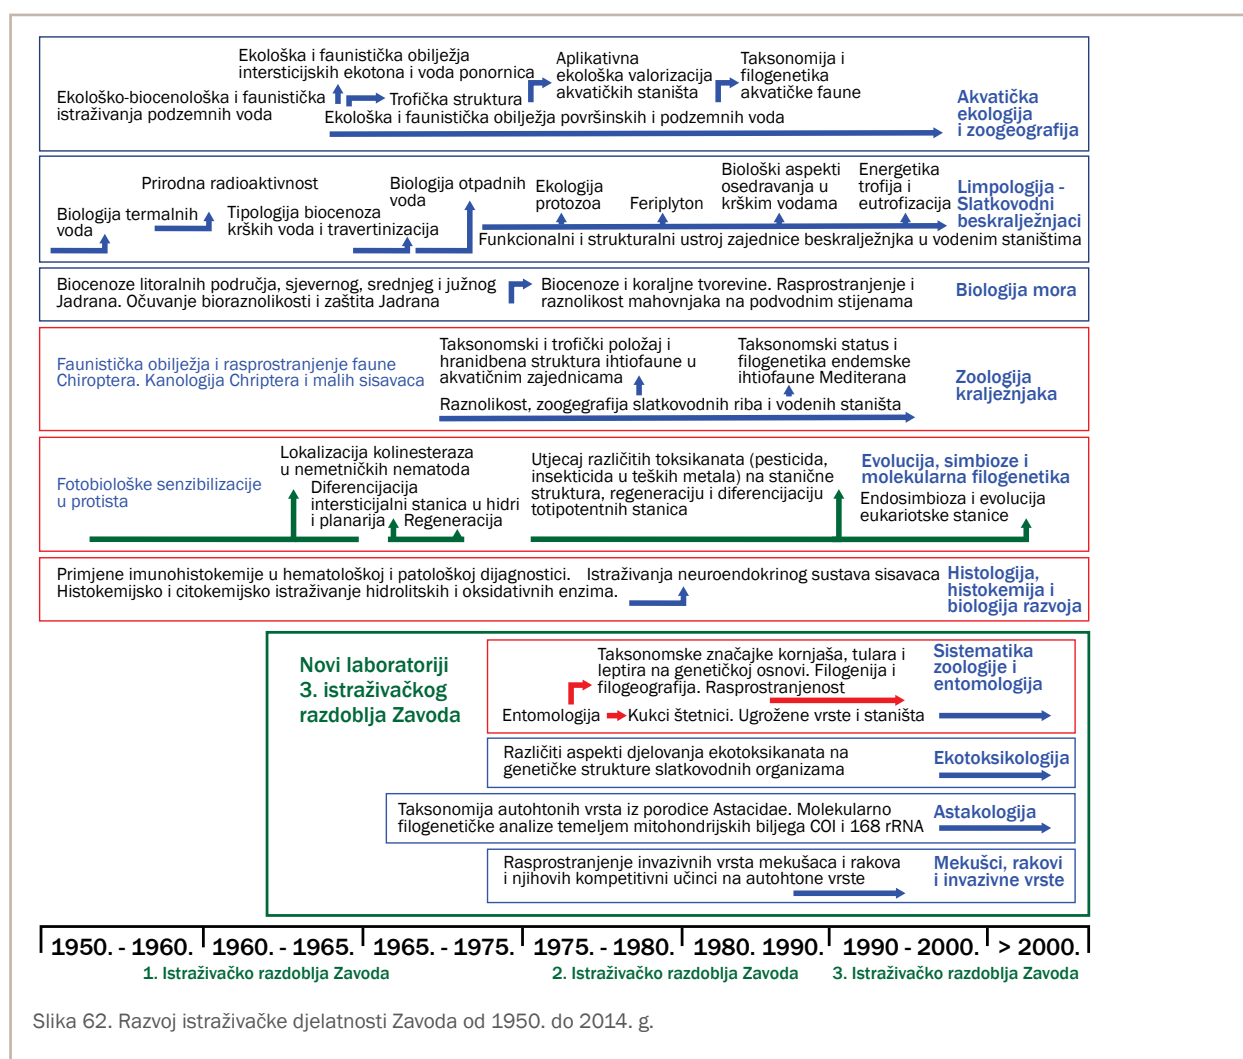 Ekološka i faunistička obilježja
intersticijskih ekotona i voda ponornica
Ekološko-biocenološka i faunistička
istraživanja podzemnih voda
Trofička struktura
Aplikativna
ekološka valorizacija
akvatičkih staništa
Taksonomija i
filogenetika
akvatičke faune
Ekološka i faunistička obilježja površinskih i podzemnih voda
Akvatička
ekologija
i zoogeografija
Biologija termalnih
voda
Prirodna radioaktivnost
Tipologija biocenoza
krških voda i travertinizacija
Biologija otpadnih
voda
Ekologija
protozoa
Feriplyton
Biološki aspekti
osedravanja u
krškim vodama
Energetika
trofija i
eutrofizacija
Funkcionalni i strukturalni ustroj zajednice beskralježnjka u vodenim staništima
Limpologija -
Slatkovodni
beskralježnjaci
Biocenoze litoralnih područja, sjevernog, srednjeg i južnog
Jadrana. Očuvanje bioraznolikosti i zaštita Jadrana
Biocenoze i koraljne tvorevine. Rasprostranjenje i
raznolikost mahovnjaka na podvodnim stijenama
Biologija mora
Faunistička obilježja i rasprostranjenje faune
Chiroptera. Kanologija Chriptera i malih sisavaca
Taksonomski i trofički položaj i
hranidbena struktura ihtiofaune u
akvatičnim zajednicama
Taksonomski status i
filogenetika endemske
ihtiofaune Mediterana
Raznolikost, zoogegrafija slatkovodnih riba i vodenih staništa
Zoologija
kralježnjaka
Fotobiološke senzibilizacije
u protista
Lokalizacija kolinesteraza
u nemetničkih nematoda
Diferencijacija
intersticijalni stanica u hidri
i planarija
Regeneracija
Utjecaj različitih toksikanata (pesticida,
insekticida u teških metala) na stanične
strukture, regeneraciju i diferencijaciju
totipotentnih stanica
Evolucija, simbioze i
molekularna filogenetika
Endosimbioza i evolucija
eukariotske stanice
Primjene imunohistokemije u hematološkoj i patološkoj dijagnostici.
Histokemijsko i citokemijsko istraživanje hidrolitskih i oksidativnih enzima.
Istraživanja neuroendokrinog sustava sisavaca
Histologija,
histokemija i
biologija razvoja
Novi laboratoriji
3. istraživačkog
razdoblja Zavoda
Taksonomske značajke kornjaša, tulara i
leptira na genetičkoj osnovi. Filogenija i
filogeografija. Rasprostranjenost
Entomologija
Kukci štetnici. Ugrožene vrste i staništa
Sistematika
zoologije i
entomologija
Različiti aspekti djelovanja ekotoksikanata na
genetičke strukture slatkovodnih organizama
Ekotoksikologija
Taksonomija autohtonih vrsta iz porodice Astacidae. Molekularno
filogenetičke analize temeljem mitohondrijskih biljega COI i 168 rRNA
Astakologija
Rasprostranjenje invazivnih vrsta mekušaca i rakova
i njihovih kompetitivni učinci na autohtone vrste
Mekušci, rakovi
i invazivne vrste
1950. - 1960.
1960. - 1965.
1965. - 1975.
1975. - 1980.
1980. 1990.
1990 - 2000.
> 2000.
1. Istraživačko razdoblja Zavoda
2. Istraživačko razdoblja Zavoda
3. Istraživačko razdoblja Zavoda
Slika 62. Razvoj istraživačke djelatnosti Zavoda od 1950. do 2014. g.